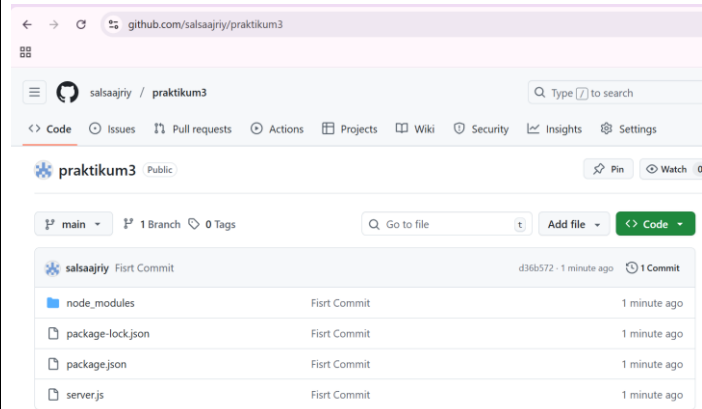 github.com/salsaajriy/praktikum3
salsaajriy / praktikum3
Type / to search
Code Issues Pull requests Actions Projects Wiki Security Insights Settings
praktikum3 Public Pin Watch 0
main 1 Branch 0 Tags Go to file t Add file Code
salsaajriy Fisrt Commit d36b572 · 1 minute ago 1 Commit
node_modules Fisrt Commit 1 minute ago
package-lock.json Fisrt Commit 1 minute ago
package.json Fisrt Commit 1 minute ago
server.js Fisrt Commit 1 minute ago